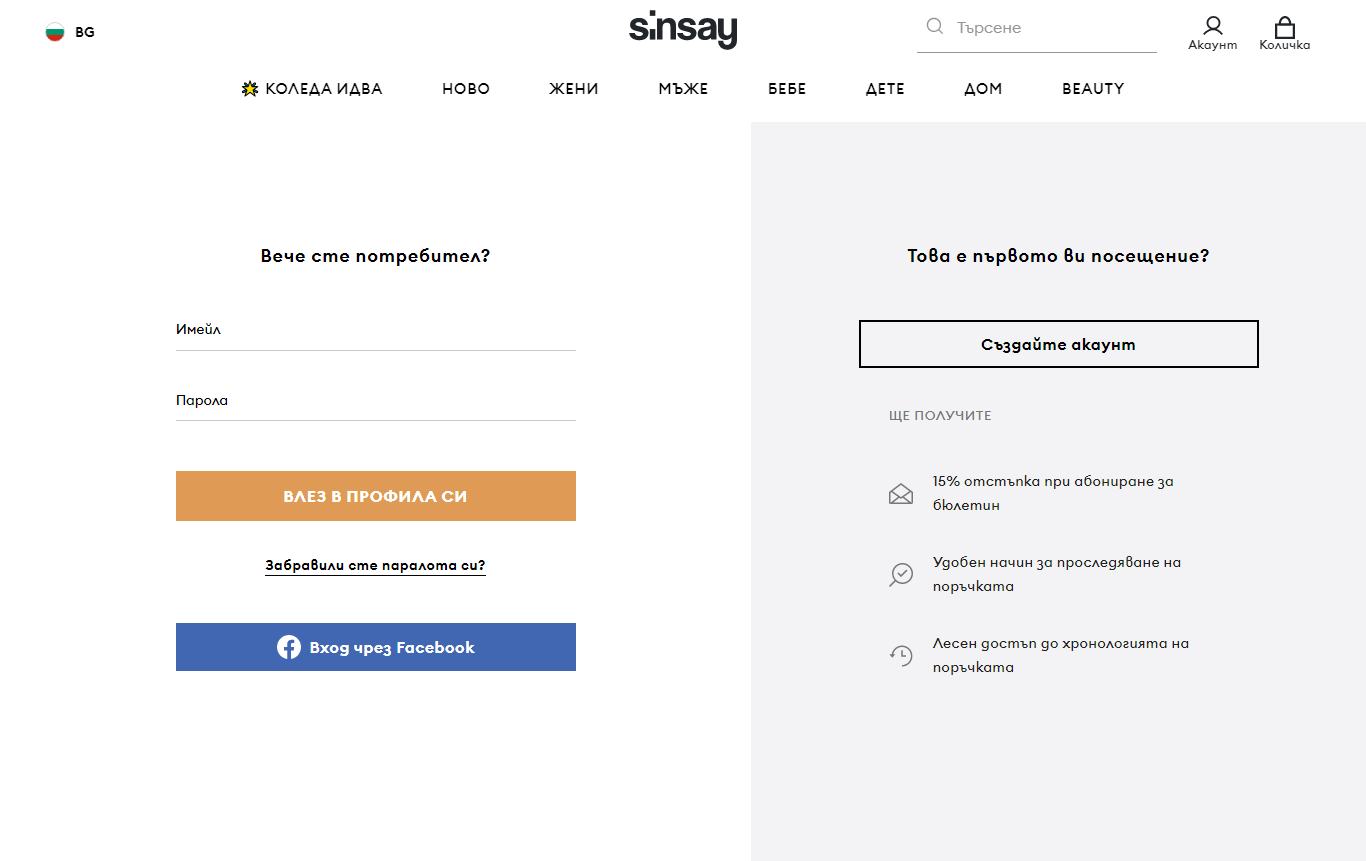 BG
sinsay
Търсене
Акаунт
Количка
КОЛЕДА ИДВА
НОВО
ЖЕНИ
МЪЖЕ
БЕБЕ
ДЕТЕ
ДОМ
BEAUTY
Вече сте потребител?
Имейл
Парола
ВЛЕЗ В ПРОФИЛА СИ
Забравили сте паралота си?
Вход чрез Facebook
Това е първото ви посещение?
Създайте акаунт
ЩЕ ПОЛУЧИТЕ
15% отстъпка при абониране за
бюлетин
Удобен начин за проследяване на
поръчката
Лесен достъп до хронологията на
поръчката